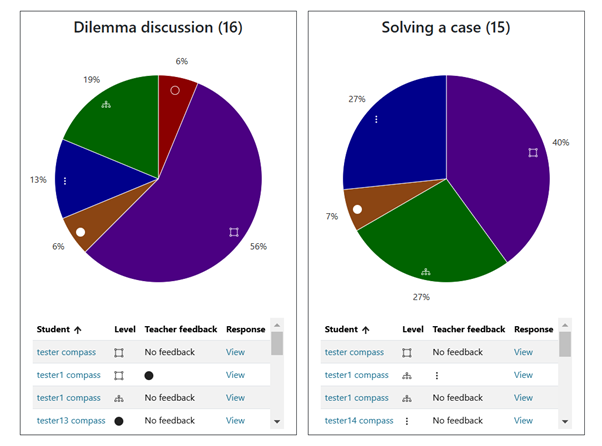 Dilemma discussion (16)
6%
19%
13%
6%
56%
Student Level Teacher feedback Response
tester compass No feedback View
tester1 compass View
tester1 compass No feedback View
tester13 compass No feedback View
Solving a case (15)
27%
40%
7%
27%
Student Level Teacher feedback Response
tester compass No feedback View
tester1 compass View
tester1 compass No feedback View
tester14 compass No feedback View